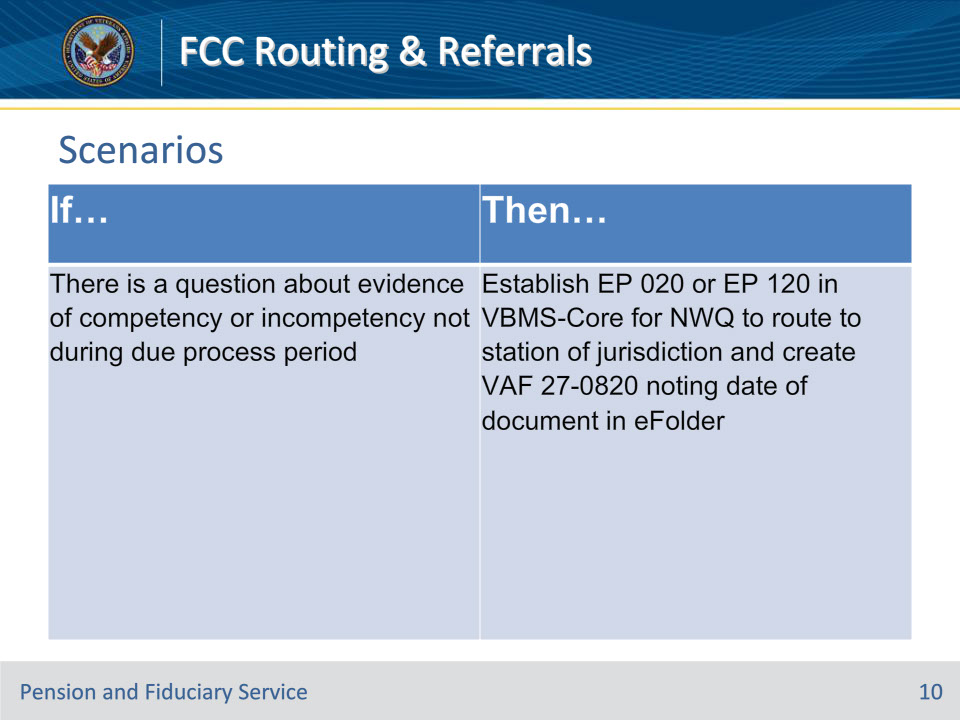 FCC Routing & Referrals
Scenarios
If…
Then…
There is a question about evidence
of competency or incompetency not
during due process period
Establish EP 020 or EP 120 in
VBMS-Core for NWQ to route to
station of jurisdiction and create
VAF 27-0820 noting date of
document in eFolder
Pension and Fiduciary Service
10